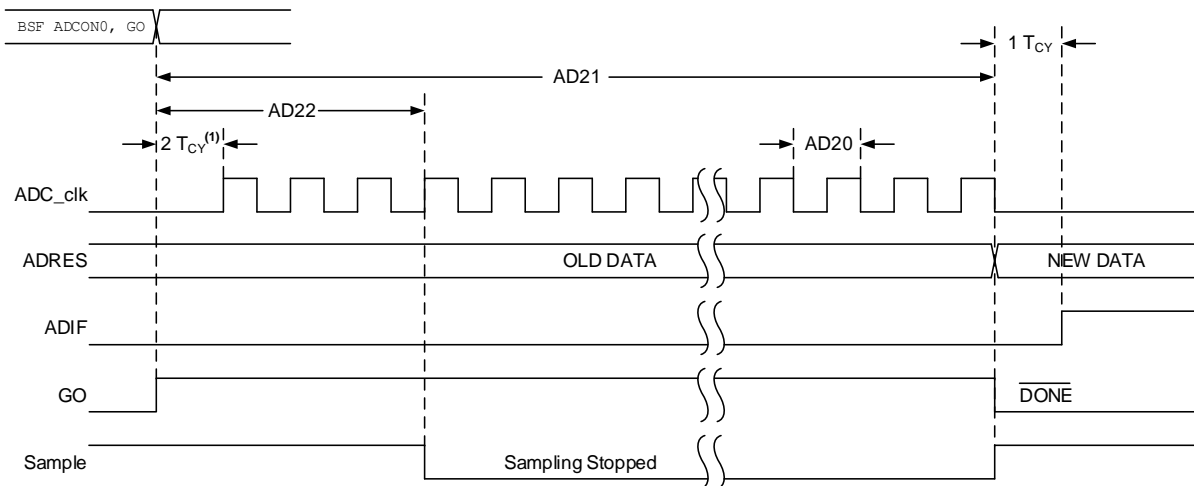 BSF ADCON0, GO
1 TCY
AD21
AD22
2 TCY(1)
AD20
ADC_clk
ADRES
OLD DATA
NEW DATA
ADIF
GO
DONE
Sample
Sampling Stopped